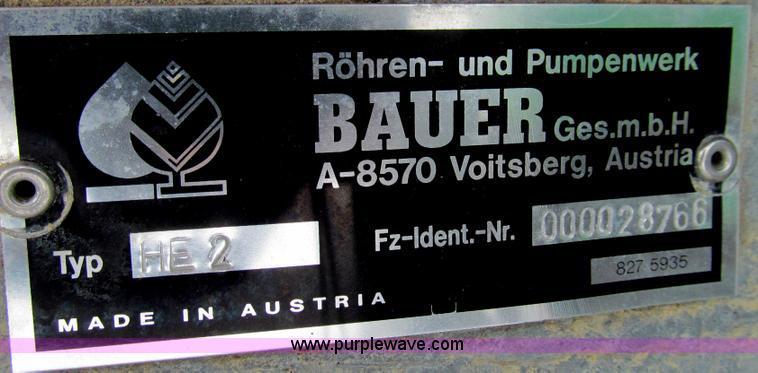 Röhren- und Pumpenwerk
BAUER Ges.m.b.H.
A-8570 Voitsberg, Austria
Typ HE 2
Fz-Ident.-Nr. 000028766
827 5935
MADE IN AUSTRIA
www.purplewave.com